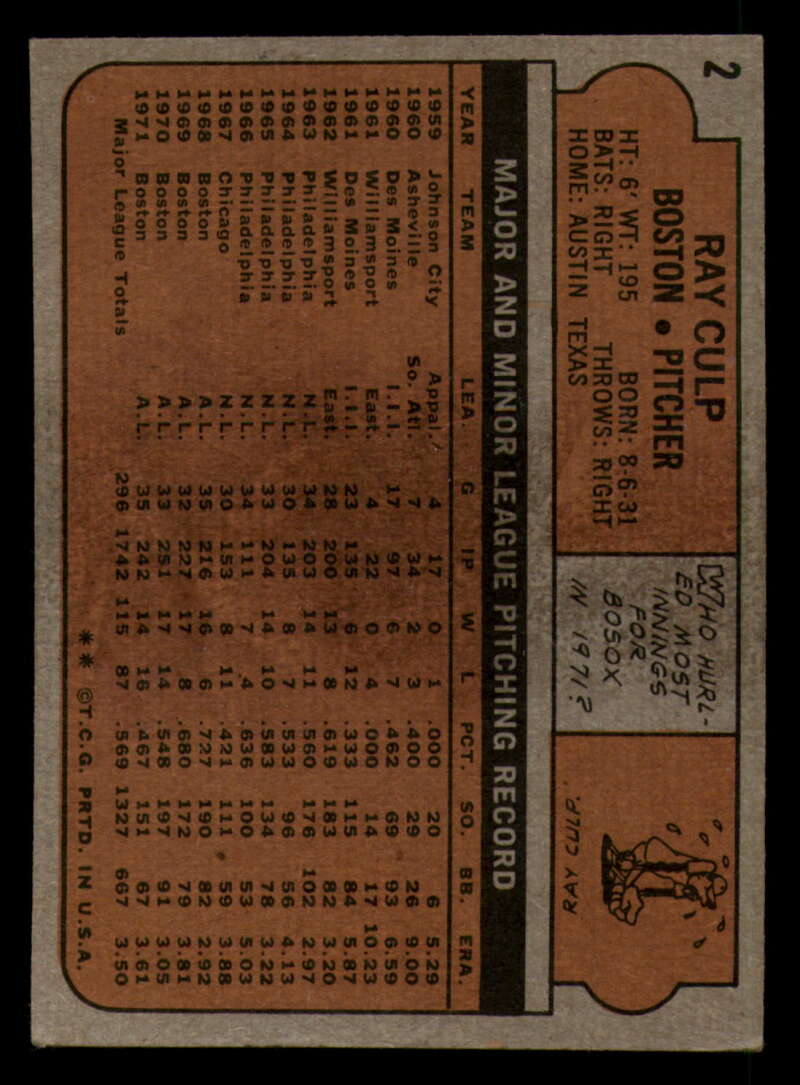 2
RAY CULP
BOSTON • PITCHER
HT: 6' WT: 195 BORN: 8-6-31
BATS: RIGHT THROWS: RIGHT
HOME: AUSTIN TEXAS
WHO HURL-
ED MOST
INNINGS
FOR
BOSOX
IN 1971?
RAY CULP
MAJOR AND MINOR LEAGUE PITCHING RECORD
YEAR TEAM LEA. G IP W L PCT. SO. BB. ERA.
1959 Johnson City Appal. 4 17 0 1 .000 20 6 5.29
1960 Asheville So. Atl. 7 34 2 3 .400 29 26 9.00
1960 Des Moines I.I.I. 17 97 6 7 .462 69 93 6.59
1961 Williamsport East. 4 22 0 4 .000 14 17 10.23
1961 Des Moines I.I.I. 23 135 6 12 .333 115 84 5.87
1962 Williamsport East. 28 200 13 8 .619 183 82 3.20
1963 Philadelphia N.L. 34 203 14 11 .560 176 102 2.97
1964 Philadelphia N.L. 30 135 8 7 .533 96 56 4.13
1965 Philadelphia N.L. 33 204 14 10 .583 134 78 3.22
1966 Philadelphia N.L. 34 111 7 4 .636 100 53 5.03
1967 Chicago N.L. 30 153 8 11 .421 111 59 3.88
1968 Boston A.L. 35 216 16 6 .727 190 82 2.92
1969 Boston A.L. 32 227 17 8 .680 172 79 3.81
1970 Boston A.L. 33 251 17 14 .548 197 91 3.05
1971 Boston A.L. 35 242 14 16 .467 151 67 3.61
Major League Totals 296 1742 115 87 .569 1327 667 3.50
** ©T.C.G. PRTD. IN U.S.A.